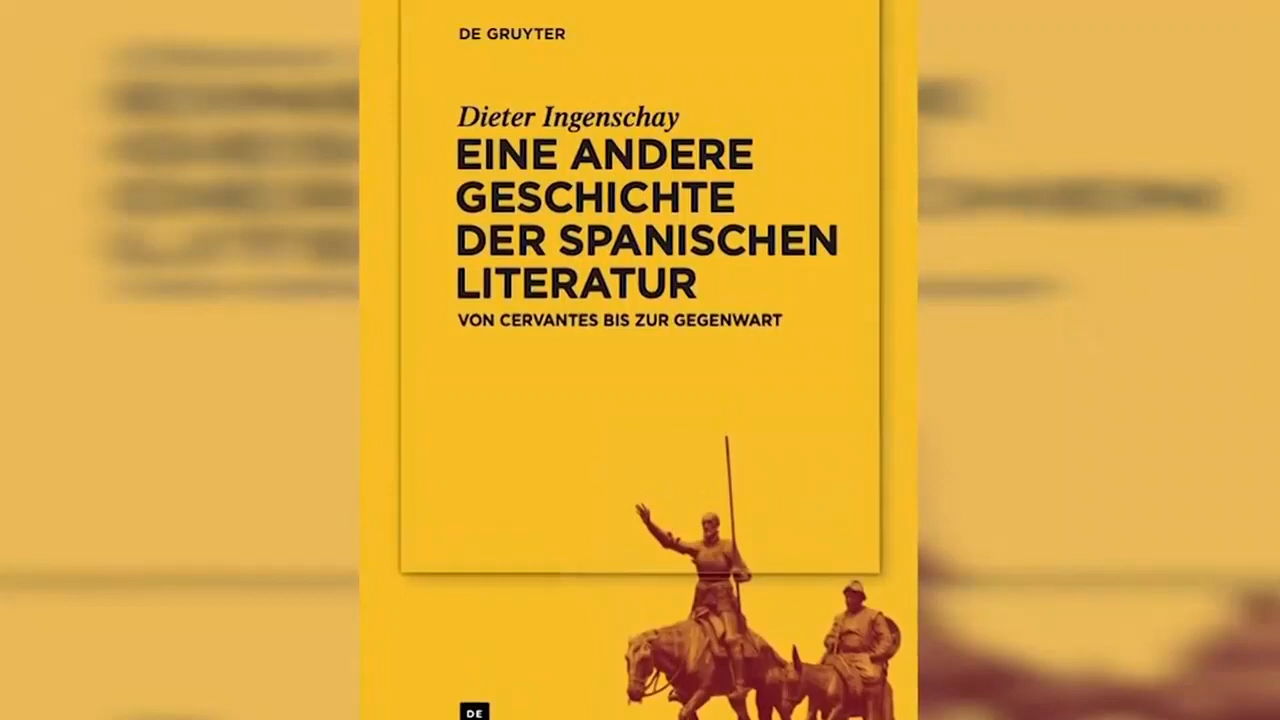 DE GRUYTER
Dieter Ingenschay
EINE ANDERE
GESCHICHTE
DER SPANISCHEN
LITERATUR
VON CERVANTES BIS ZUR GEGENWART
DE